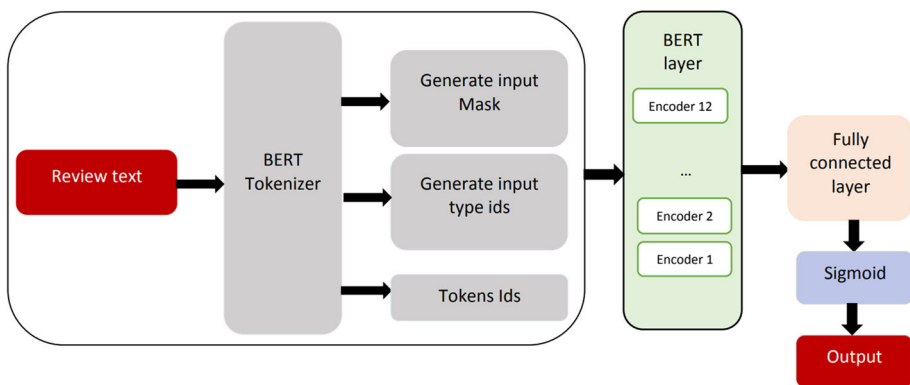 Review text
BERT
Tokenizer
Generate input
Mask
Generate input
type ids
Tokens Ids
BERT
layer
Encoder 12
...
Encoder 2
Encoder 1
Fully
connected
layer
Sigmoid
Output